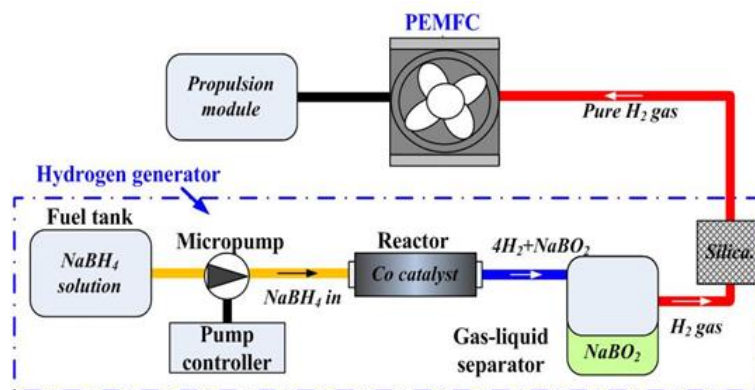 PEMFC
Propulsion
module
Pure H₂ gas
Hydrogen generator
Fuel tank
NaBH₄
solution
Micropump
NaBH₄ in
Pump
controller
Reactor
Co catalyst
4H₂+NaBO₂
Gas-liquid
separator
NaBO₂
H₂ gas
Silica.